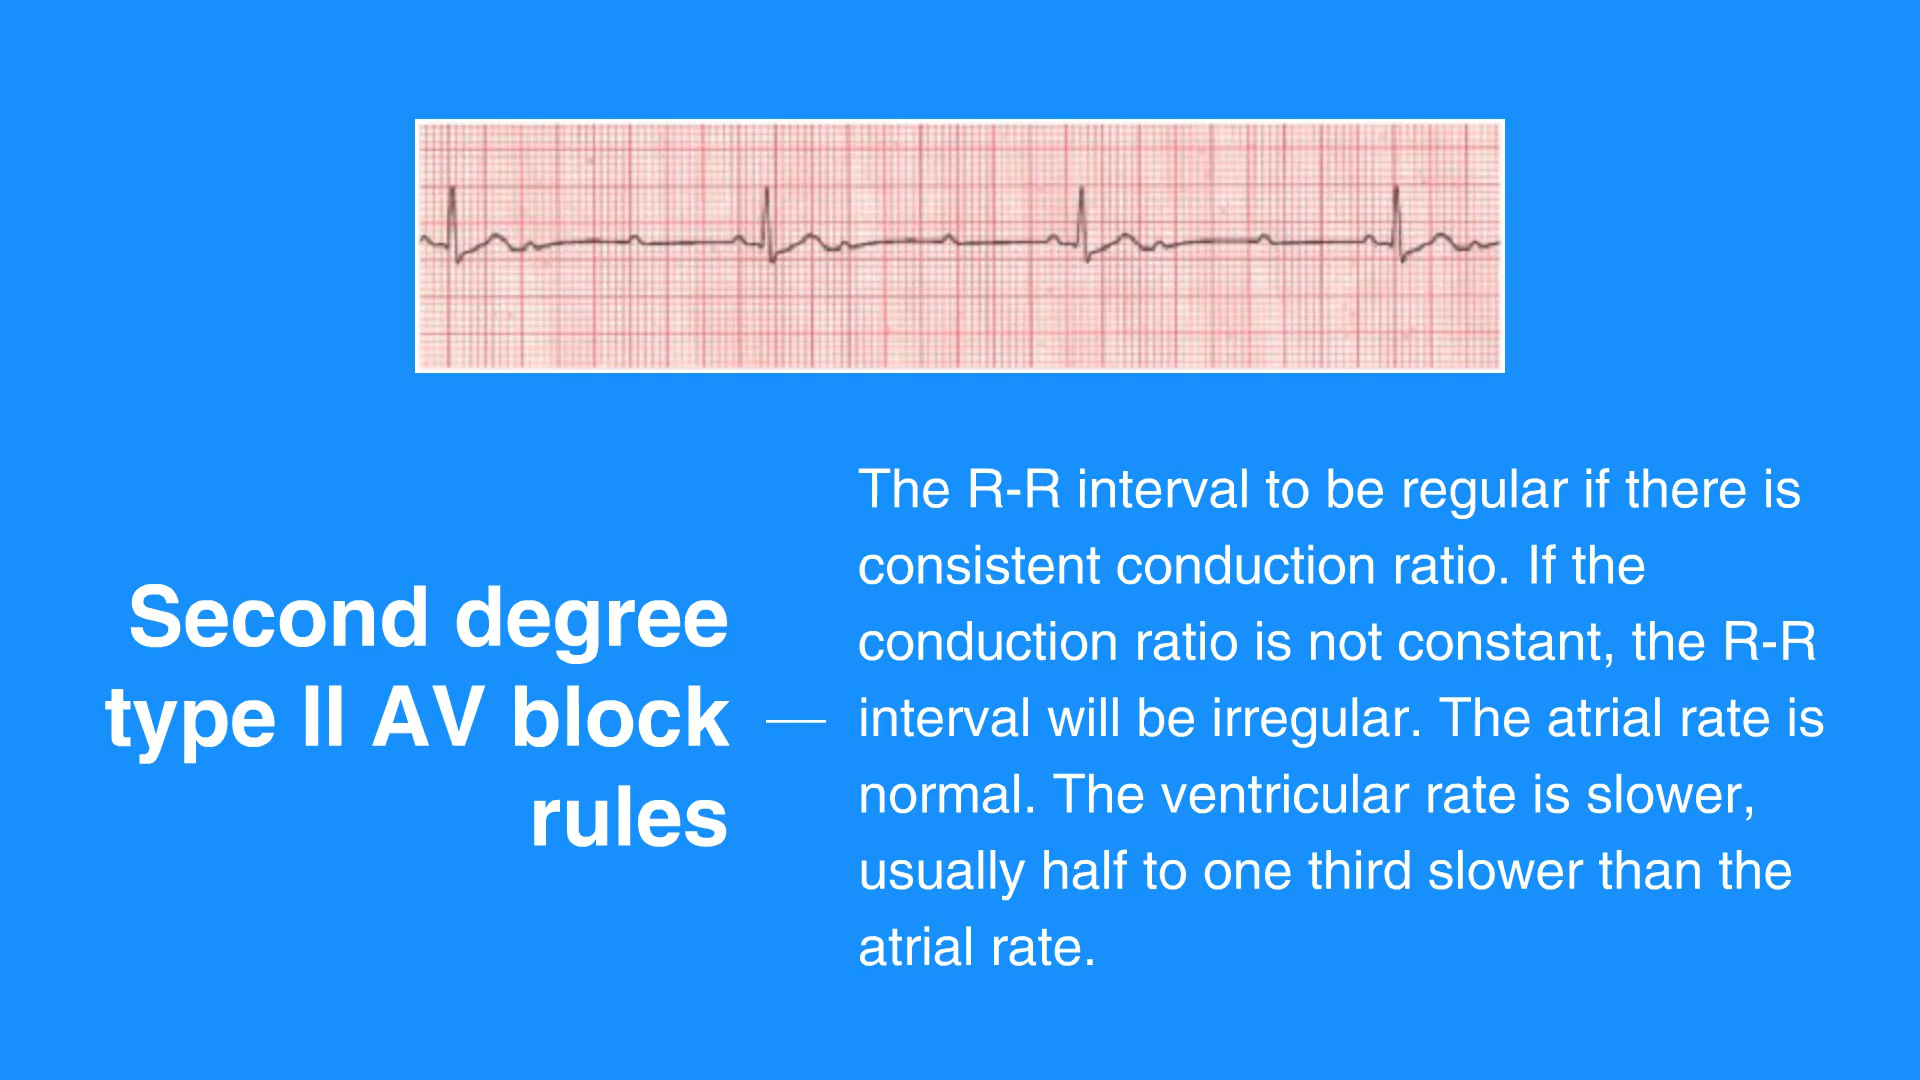 Second degree
type II AV block
rules
The R-R interval to be regular if there is
consistent conduction ratio. If the
conduction ratio is not constant, the R-R
interval will be irregular. The atrial rate is
normal. The ventricular rate is slower,
usually half to one third slower than the
atrial rate.